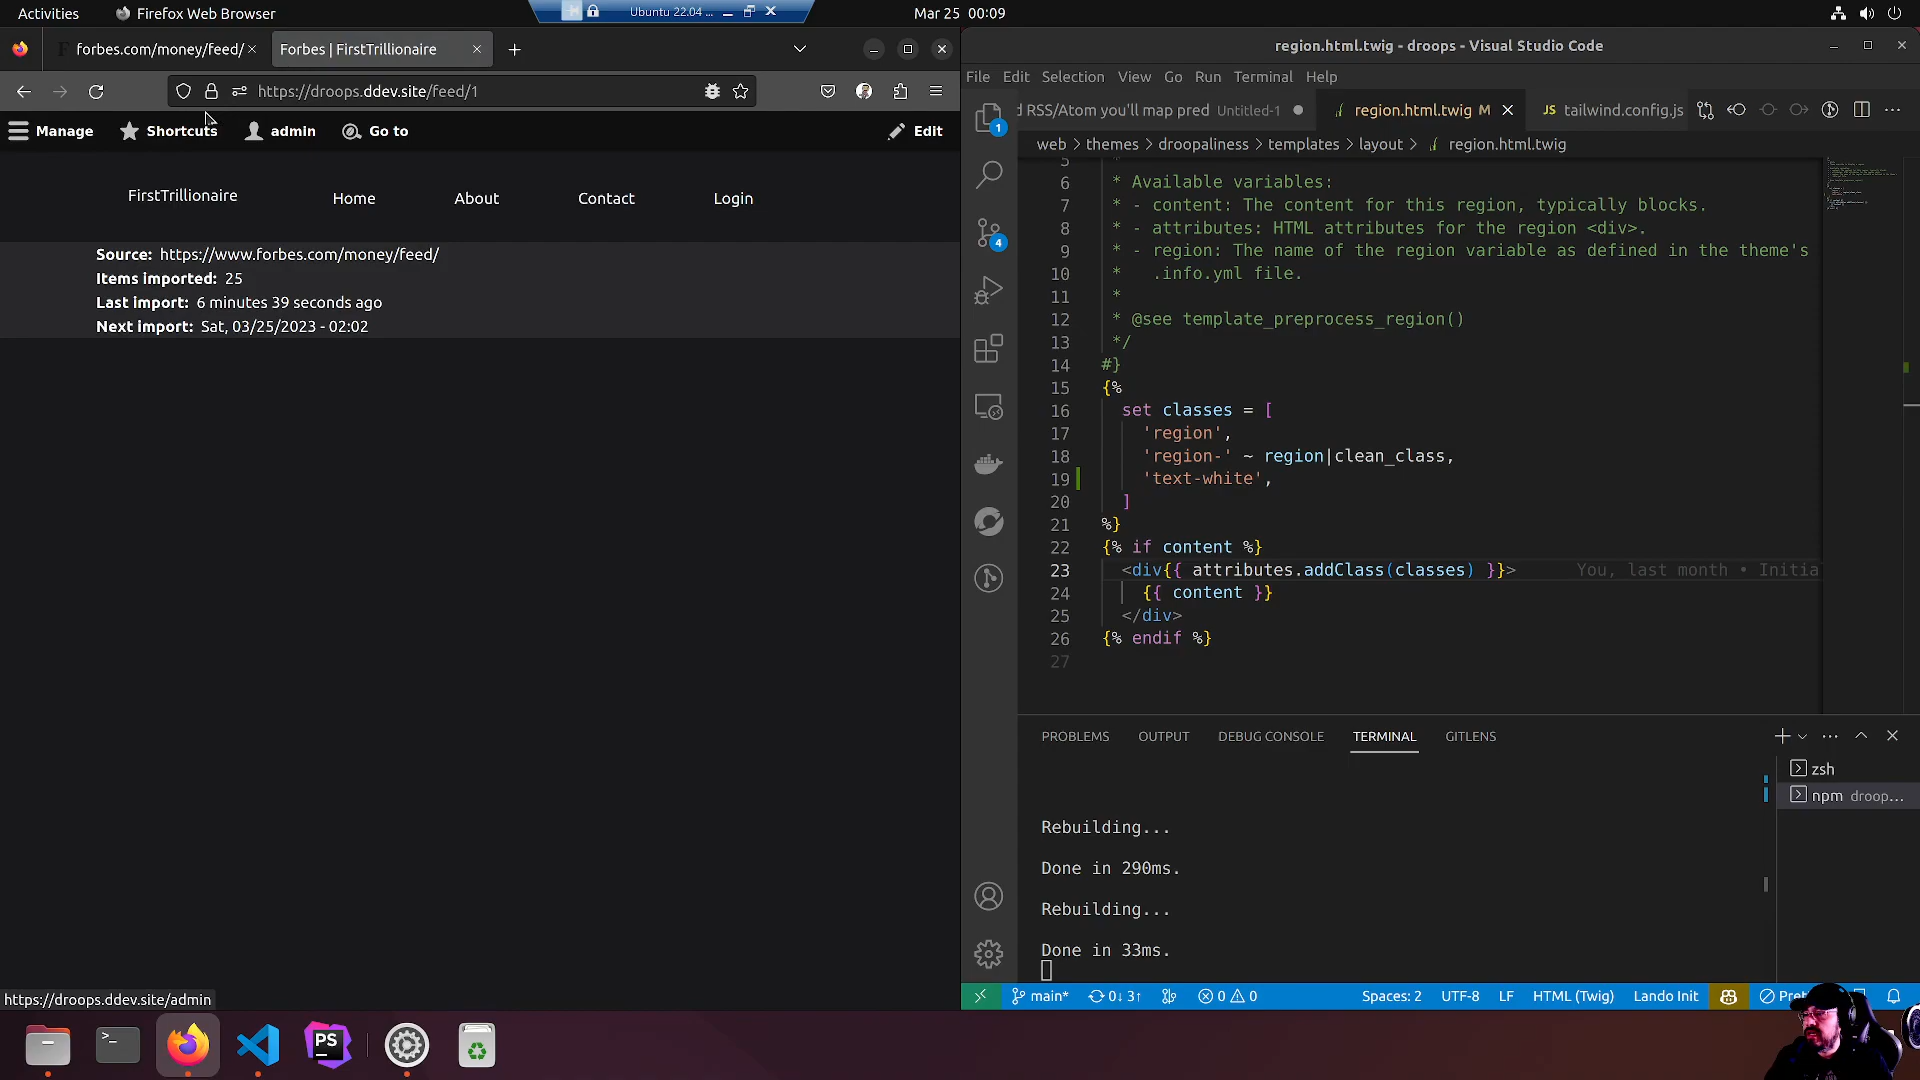 Activities
Firefox Web Browser
Ubuntu 22.04 ...
Mar 25 00:09
forbes.com/money/feed/
Forbes | FirstTrillionaire
https://droops.ddev.site/feed/1
Manage
Shortcuts
admin
Go to
Edit
FirstTrillionaire
Home
About
Contact
Login
Source: https://www.forbes.com/money/feed/
Items imported: 25
Last import: 6 minutes 39 seconds ago
Next import: Sat, 03/25/2023 - 02:02
https://droops.ddev.site/admin
region.html.twig - droops - Visual Studio Code
File Edit Selection View Go Run Terminal Help
d RSS/Atom you'll map pred Untitled-1
region.html.twig M
JS tailwind.config.js
web > themes > droopaliness > templates > layout > region.html.twig
1
4
5 *
6 * Available variables:
7 * - content: The content for this region, typically blocks.
8 * - attributes: HTML attributes for the region <div>.
9 * - region: The name of the region variable as defined in the theme's
10 * .info.yml file.
11 *
12 * @see template_preprocess_region()
13 */
14 #}
15 {%
16 set classes = [
17 'region',
18 'region-' ~ region|clean_class,
19 'text-white',
20 ]
21 %}
22 {% if content %}
23 <div{{ attributes.addClass(classes) }}> You, last month • Initia
24 {{ content }}
25 </div>
26 {% endif %}
27
PROBLEMS OUTPUT DEBUG CONSOLE TERMINAL GITLENS
zsh
npm droop...
Rebuilding...
Done in 290ms.
Rebuilding...
Done in 33ms.
main*
0↓ 3↑
0 0
Spaces: 2
UTF-8
LF
HTML (Twig)
Lando Init
PS